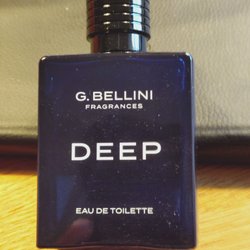 G. BELLINI
FRAGRANCES
DEEP
EAU DE TOILETTE